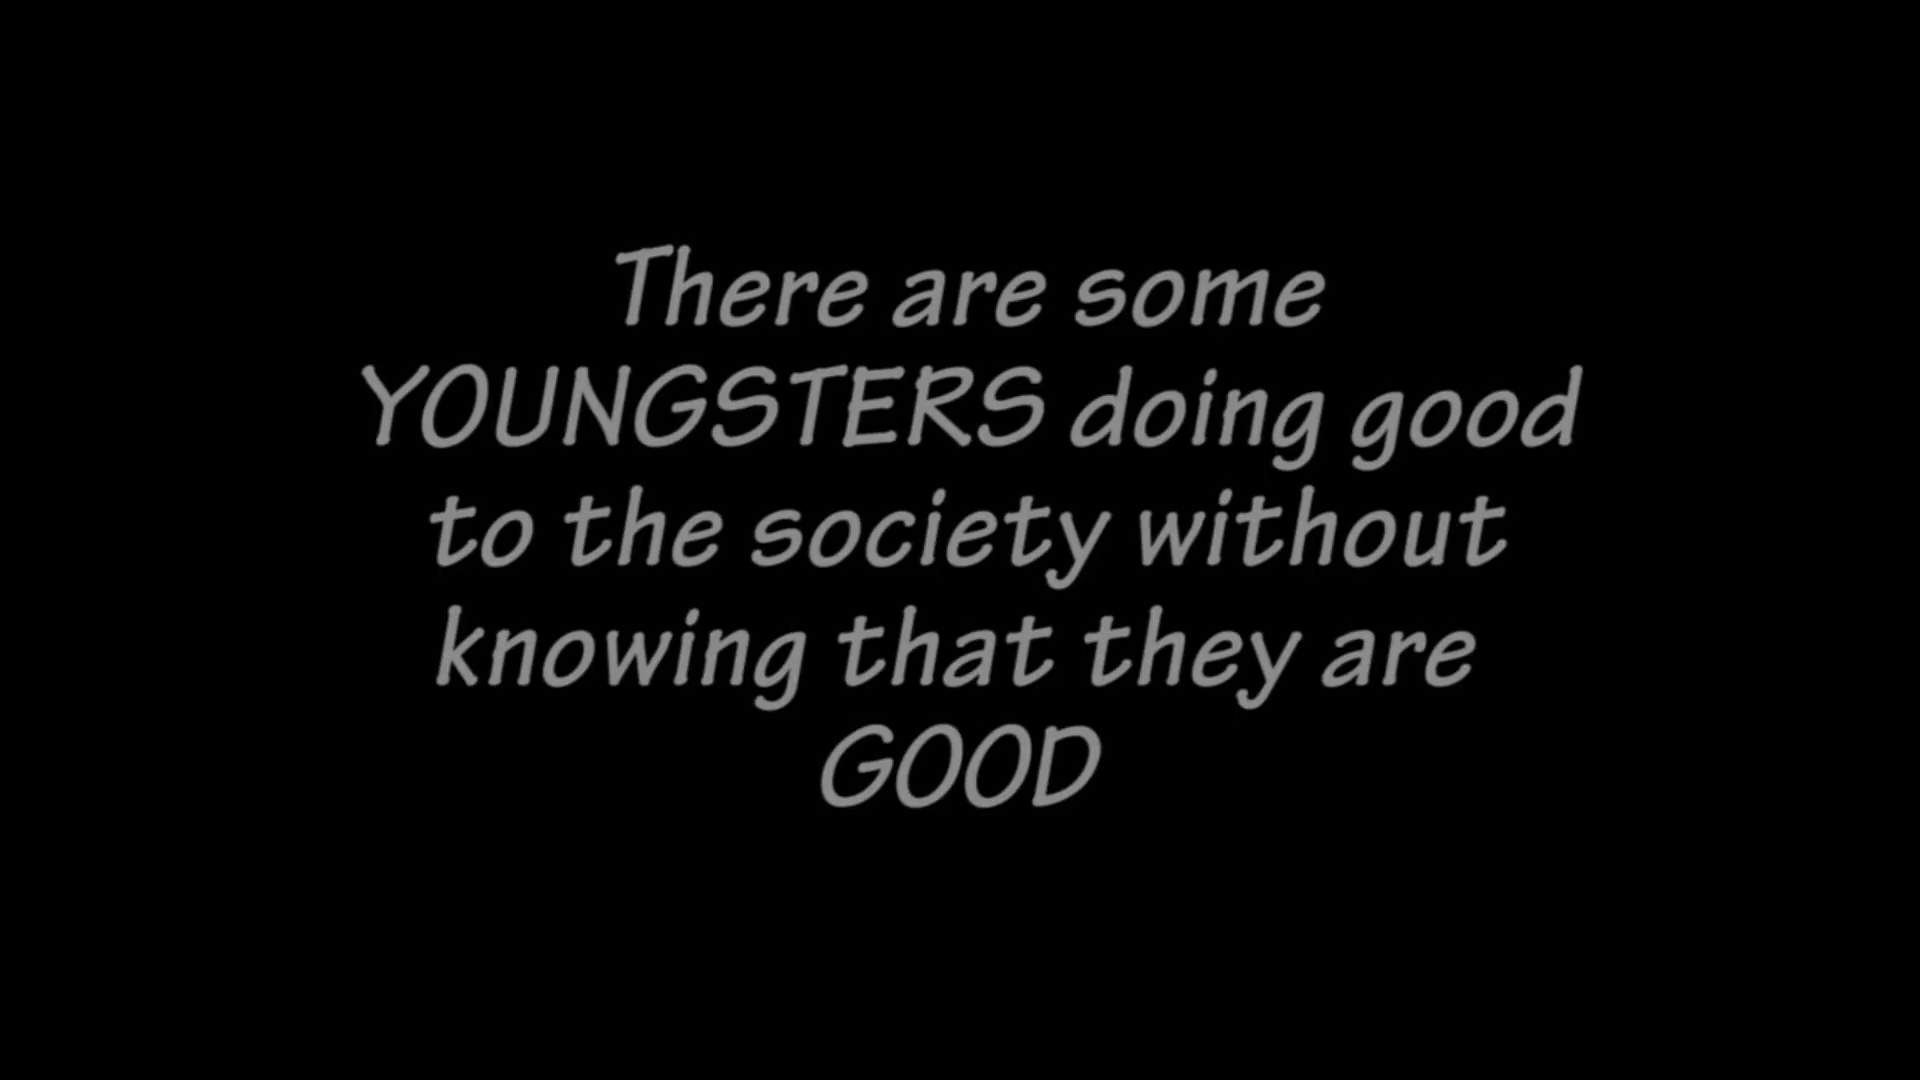 There are some
YOUNGSTERS doing good
to the society without
knowing that they are
GOOD